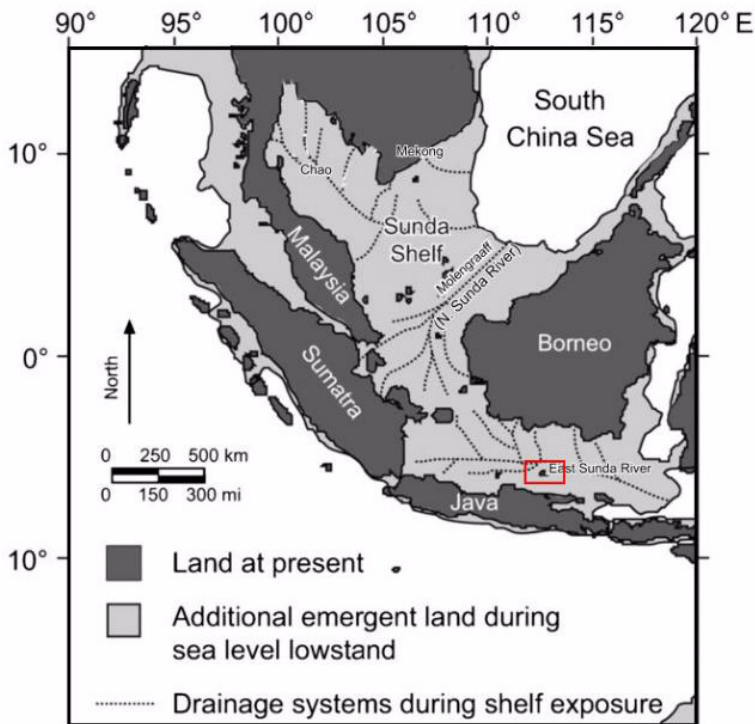 90°
95°
100°
105°
110°
115°
120° E
South
China Sea
10°
Mekong
Chao
Sunda
Shelf
Malaysia
Molengraaff
(N. Sunda River)
0°
Borneo
North
Sumatra
0 250 500 km
0 150 300 mi
East Sunda River
Java
10°
Land at present
Additional emergent land during
sea level lowstand
Drainage systems during shelf exposure